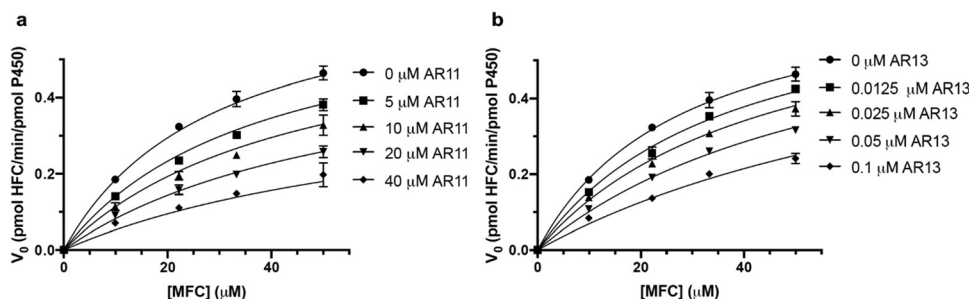 a
V0 (pmol HFC/min/pmol P450)
0.4
0.2
0.0
0
20
40
[MFC] (μM)
0 μM AR11
5 μM AR11
10 μM AR11
20 μM AR11
40 μM AR11
b
V0 (pmol HFC/min/pmol P450)
0.4
0.2
0.0
0
20
40
[MFC] (μM)
0 μM AR13
0.0125 μM AR13
0.025 μM AR13
0.05 μM AR13
0.1 μM AR13